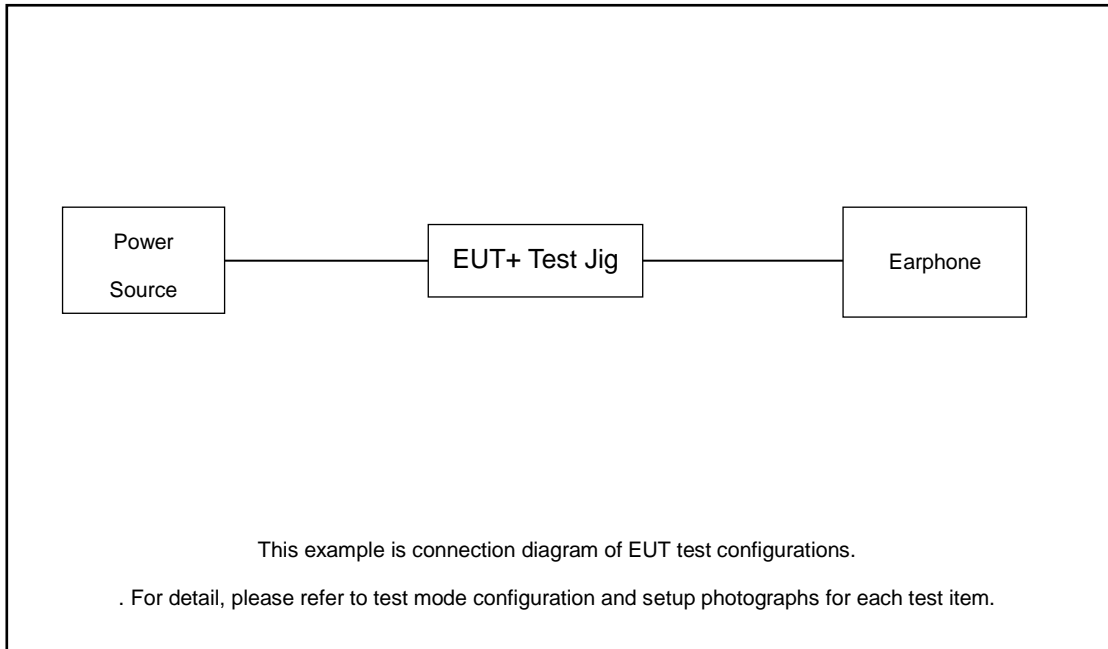 Power
Source
EUT+ Test Jig
Earphone
This example is connection diagram of EUT test configurations.
. For detail, please refer to test mode configuration and setup photographs for each test item.